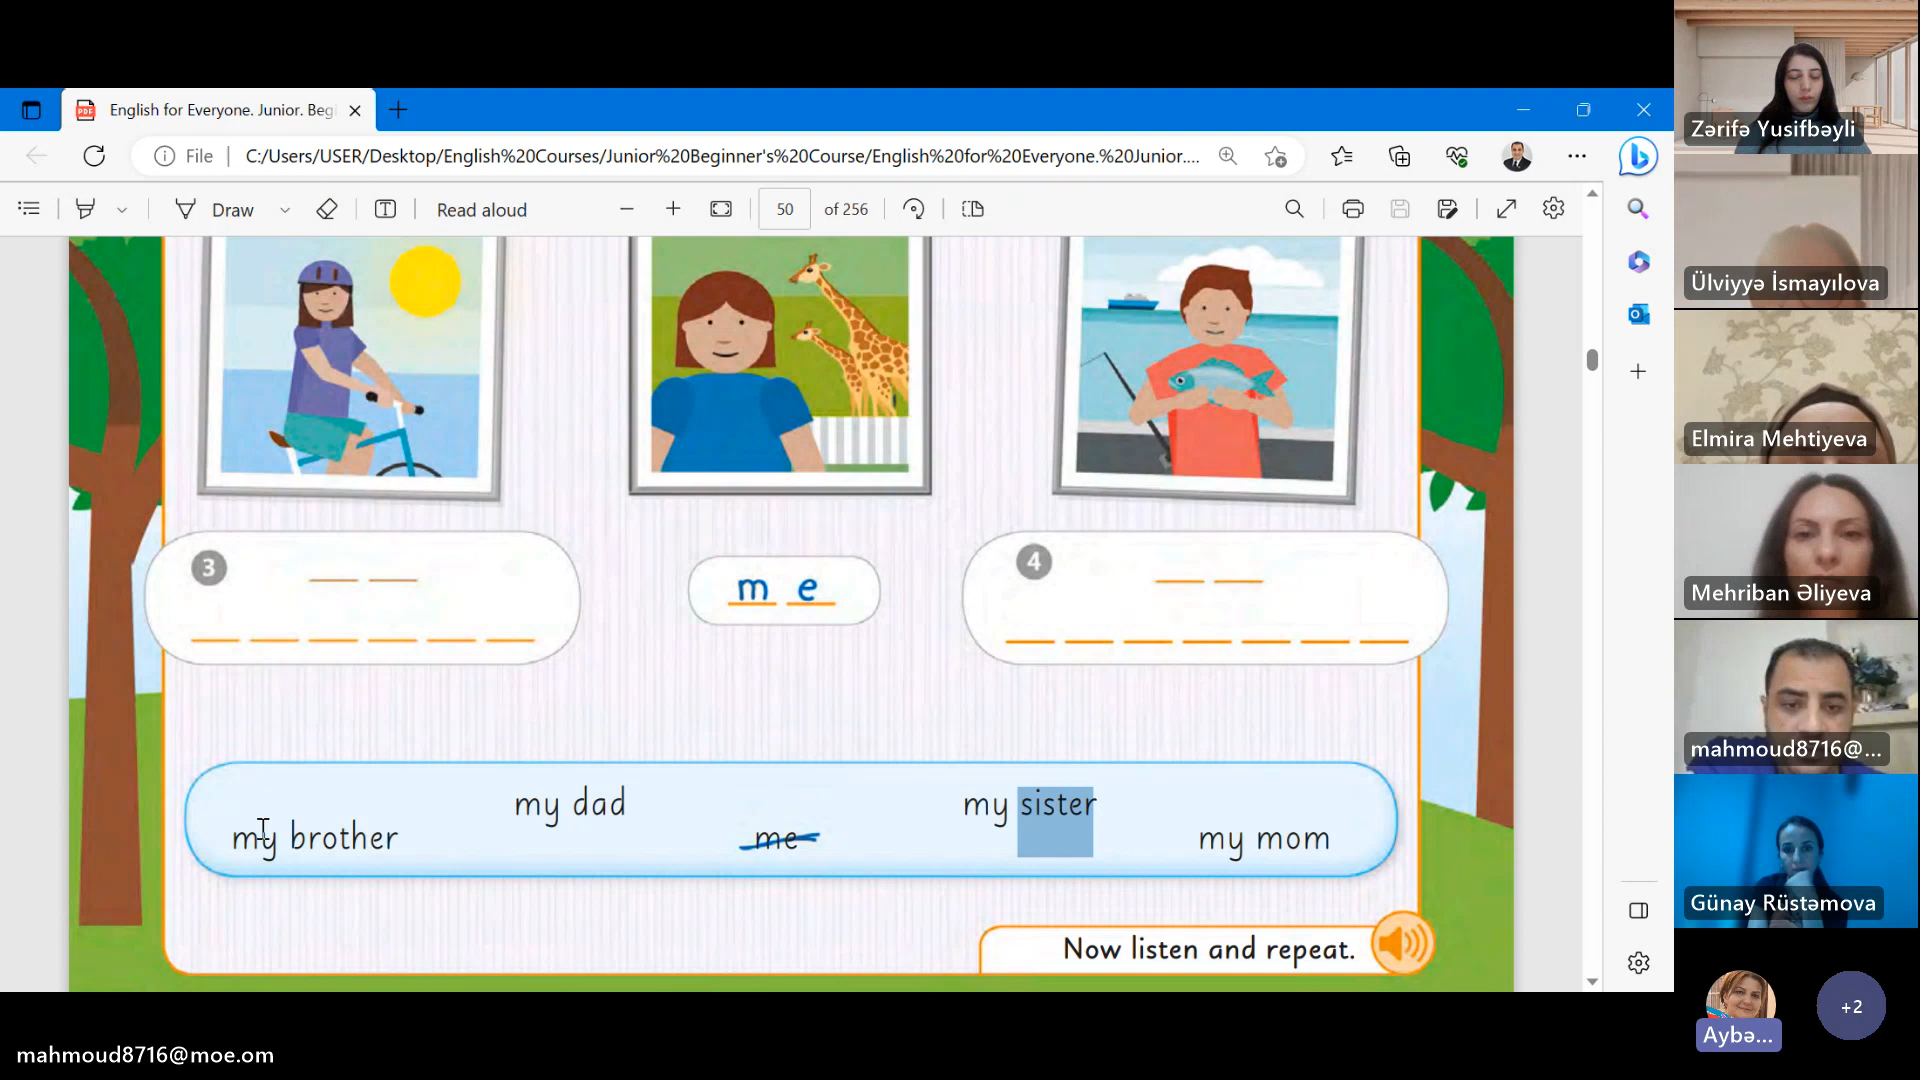 English for Everyone. Junior. Beg
File
C:/Users/USER/Desktop/English%20Courses/Junior%20Beginner's%20Course/English%20for%20Everyone.%20Junior....
Draw
Read aloud
50
of 256
3
m e
4
my dad
my sister
my brother
me
my mom
Now listen and repeat.
Zərifə Yusifbəyli
Ülviyyə İsmayılova
Elmira Mehtiyeva
Mehriban Əliyeva
mahmoud8716@...
Günay Rüstəmova
Aybə...
+2
mahmoud8716@moe.om